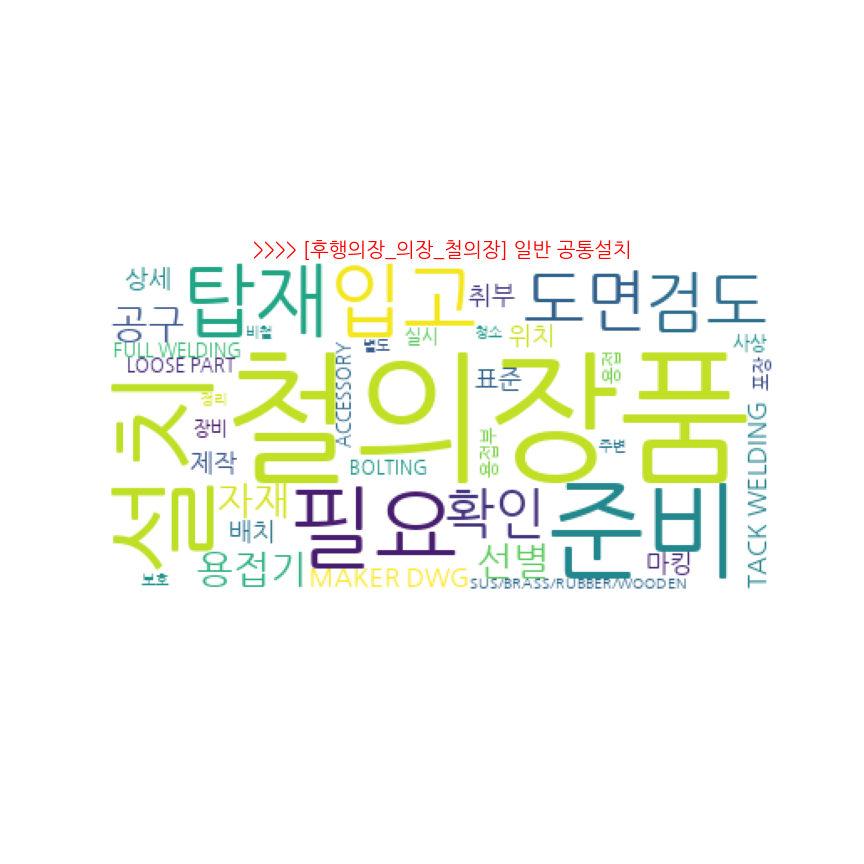 >>>> [후행의장_의장_철의장] 일반 공통설치
상세
탑재
입고
취부
도면검도
공구
비철
별도
실시
청소
위치
사상
FULL WELDING
LOOSE PART
ACCESSORY
철의장품
표준
용접
포장
설치
정리
장비
제작
BOLTING
용접부
주변
TACK WELDING
자재
필요
확인
준비
배치
용접기
MAKER DWG
선별
마킹
보호
SUS/BRASS/RUBBER/WOODEN